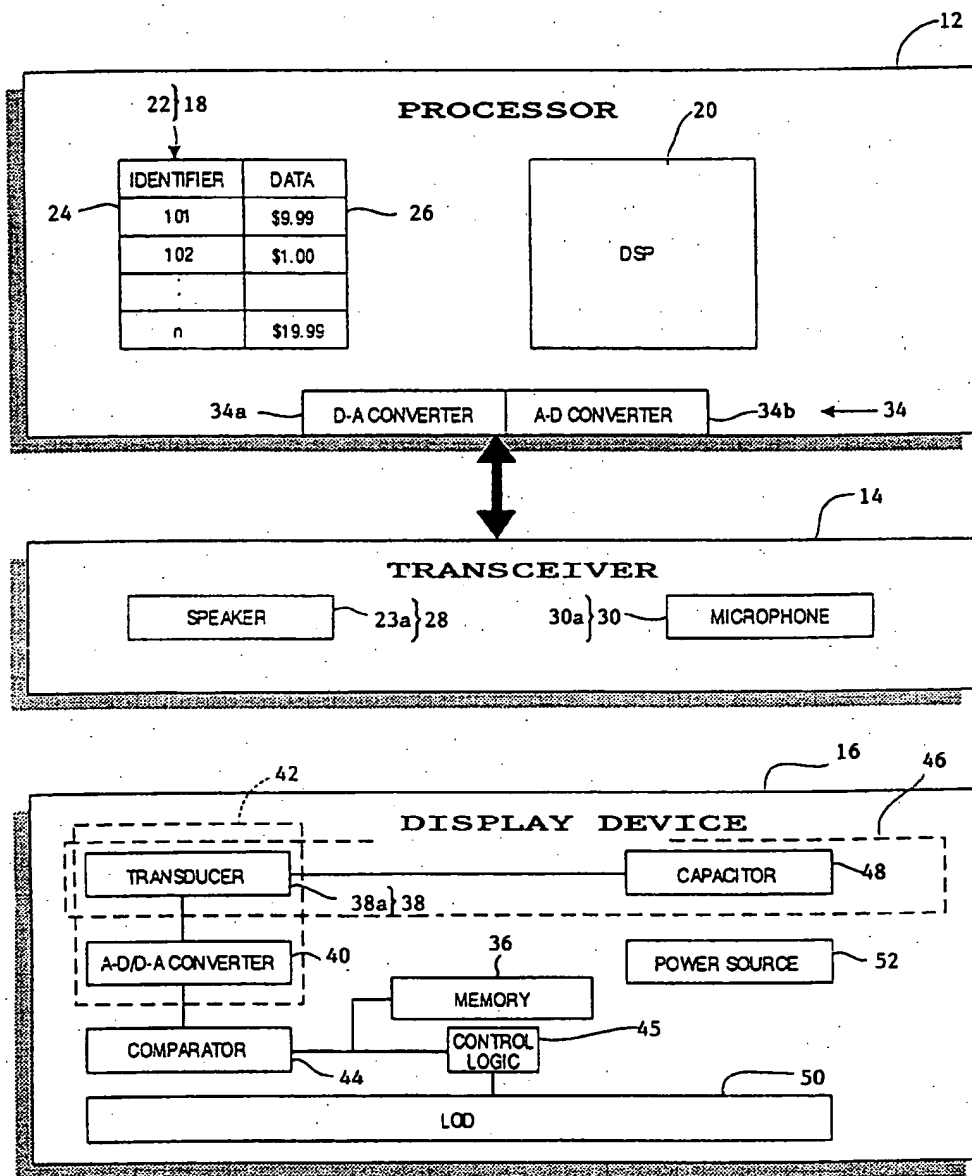 12
PROCESSOR
22}18
20
IDENTIFIER DATA
24 101 $9.99 26
102 $1.00
n $19.99
DSP
34a D-A CONVERTER A-D CONVERTER 34b 34
14
TRANSCEIVER
SPEAKER 23a}28 30a}30 MICROPHONE
42 16 46
DISPLAY DEVICE
TRANSDUCER CAPACITOR 48
38a}38
A-D/D-A CONVERTER 40 36 POWER SOURCE 52
MEMORY
COMPARATOR 44 CONTROL LOGIC 45
50
LCD